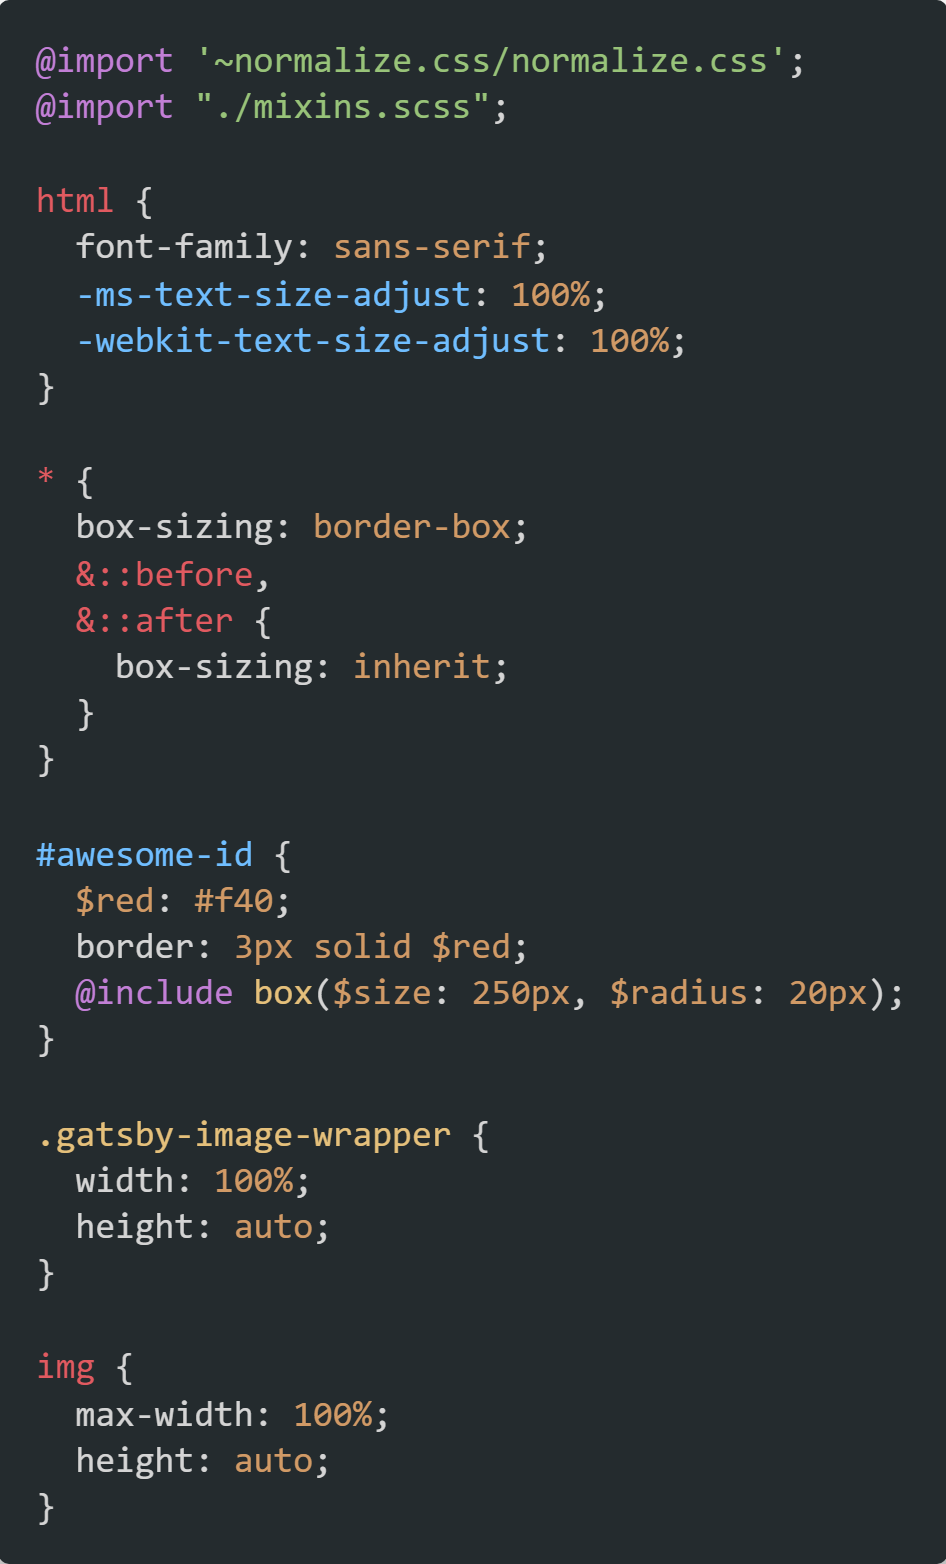 @import '~normalize.css/normalize.css';
@import "./mixins.scss";

html {
  font-family: sans-serif;
  -ms-text-size-adjust: 100%;
  -webkit-text-size-adjust: 100%;
}

* {
  box-sizing: border-box;
  &::before,
  &::after {
    box-sizing: inherit;
  }
}

#awesome-id {
  $red: #f40;
  border: 3px solid $red;
  @include box($size: 250px, $radius: 20px);
}

.gatsby-image-wrapper {
  width: 100%;
  height: auto;
}

img {
  max-width: 100%;
  height: auto;
}